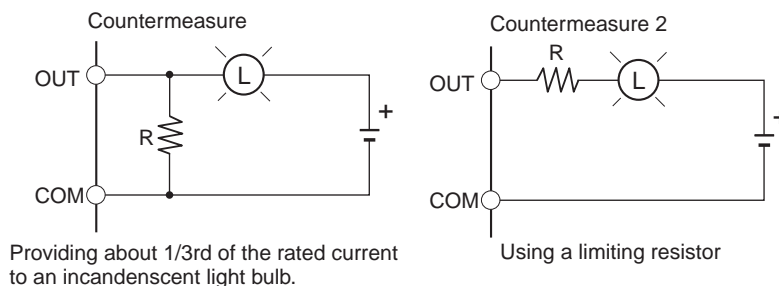 Countermeasure
OUT
L
R
+
COM
Providing about 1/3rd of the rated current
to an incandenscent light bulb.
Countermeasure 2
R
OUT
L
COM
Using a limiting resistor